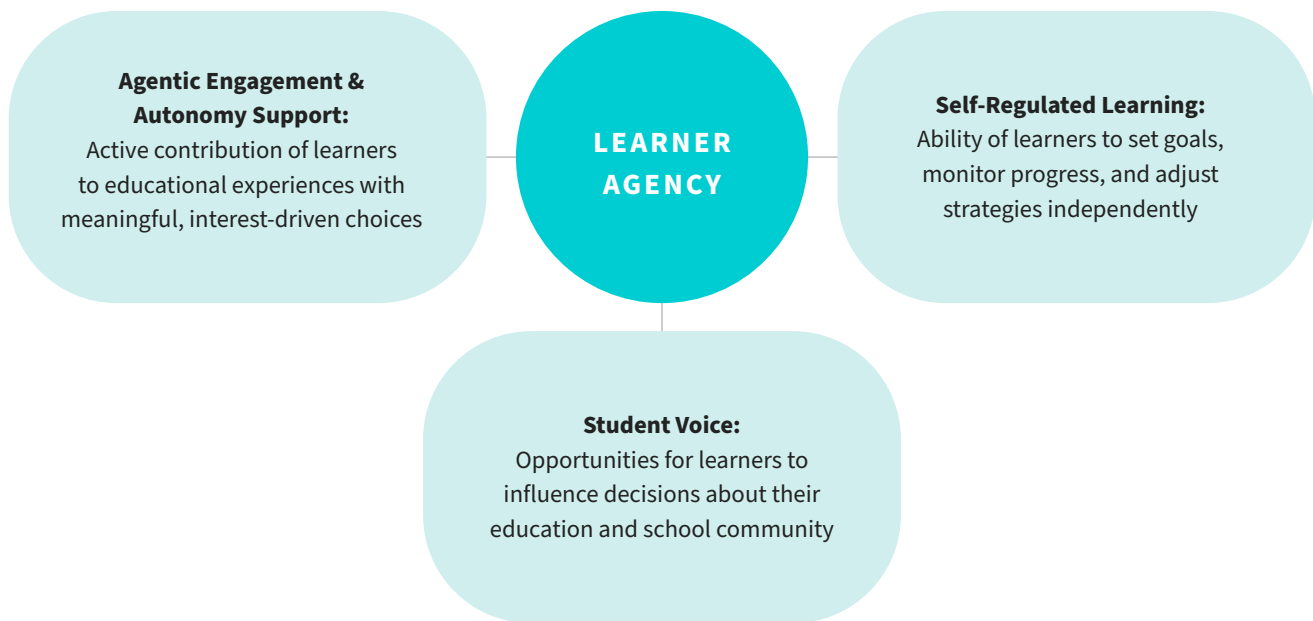 Agentic Engagement &
Autonomy Support:
Active contribution of learners
to educational experiences with
meaningful, interest-driven choices
LEARNER
AGENCY
Self-Regulated Learning:
Ability of learners to set goals,
monitor progress, and adjust
strategies independently
Student Voice:
Opportunities for learners to
influence decisions about their
education and school community